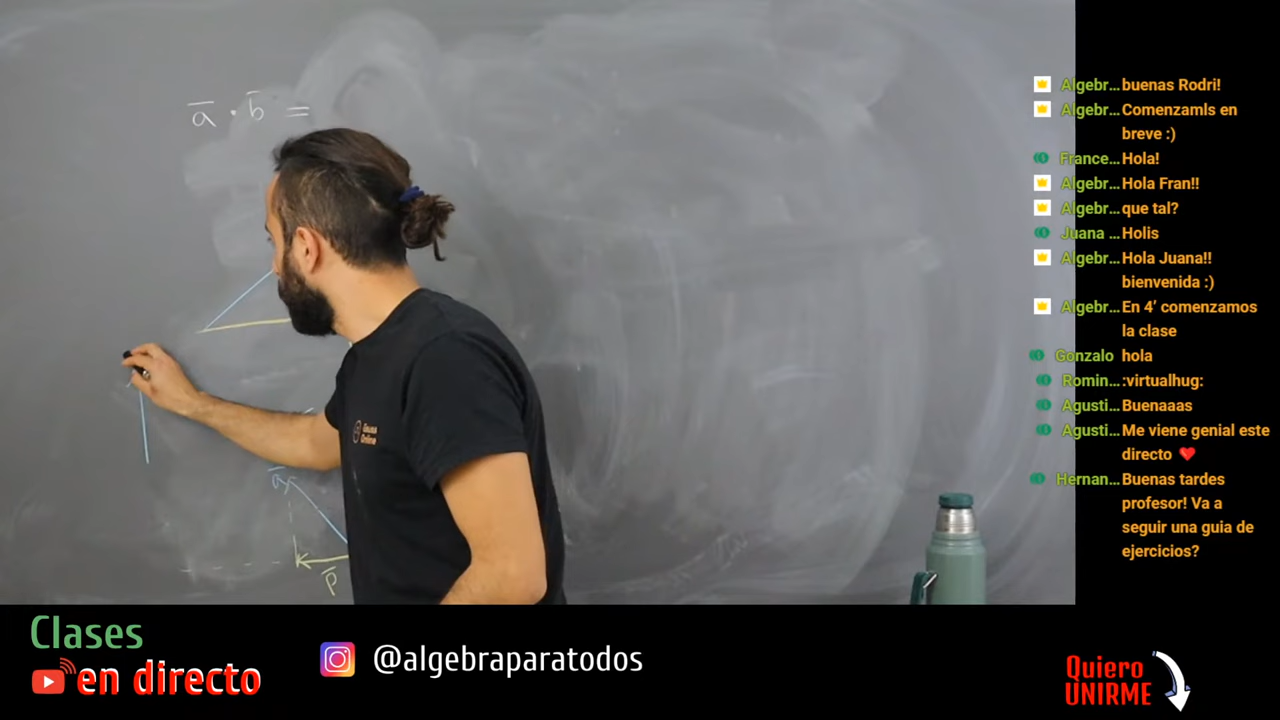 a̅ · b̅ =
a̅
p̅
Gauss
Online
Algebr... buenas Rodri!
Algebr... Comenzamls en
breve :)
France... Hola!
Algebr... Hola Fran!!
Algebr... que tal?
Juana ... Holis
Algebr... Hola Juana!!
bienvenida :)
Algebr... En 4’ comenzamos
la clase
Gonzalo hola
Romin... :virtualhug:
Agusti... Buenaaas
Agusti... Me viene genial este
directo ❤️
Hernan... Buenas tardes
profesor! Va a
seguir una guia de
ejercicios?
Clases
en directo
@algebraparatodos
Quiero
UNIRME